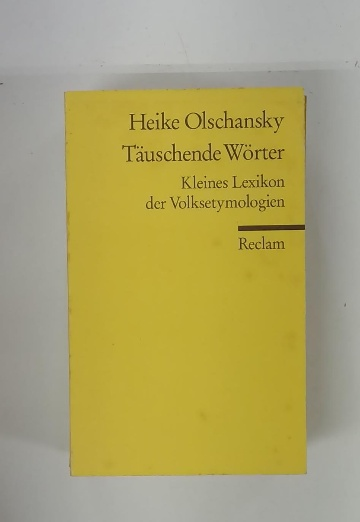 Heike Olschansky
Täuschende Wörter
Kleines Lexikon
der Volksetymologien
Reclam